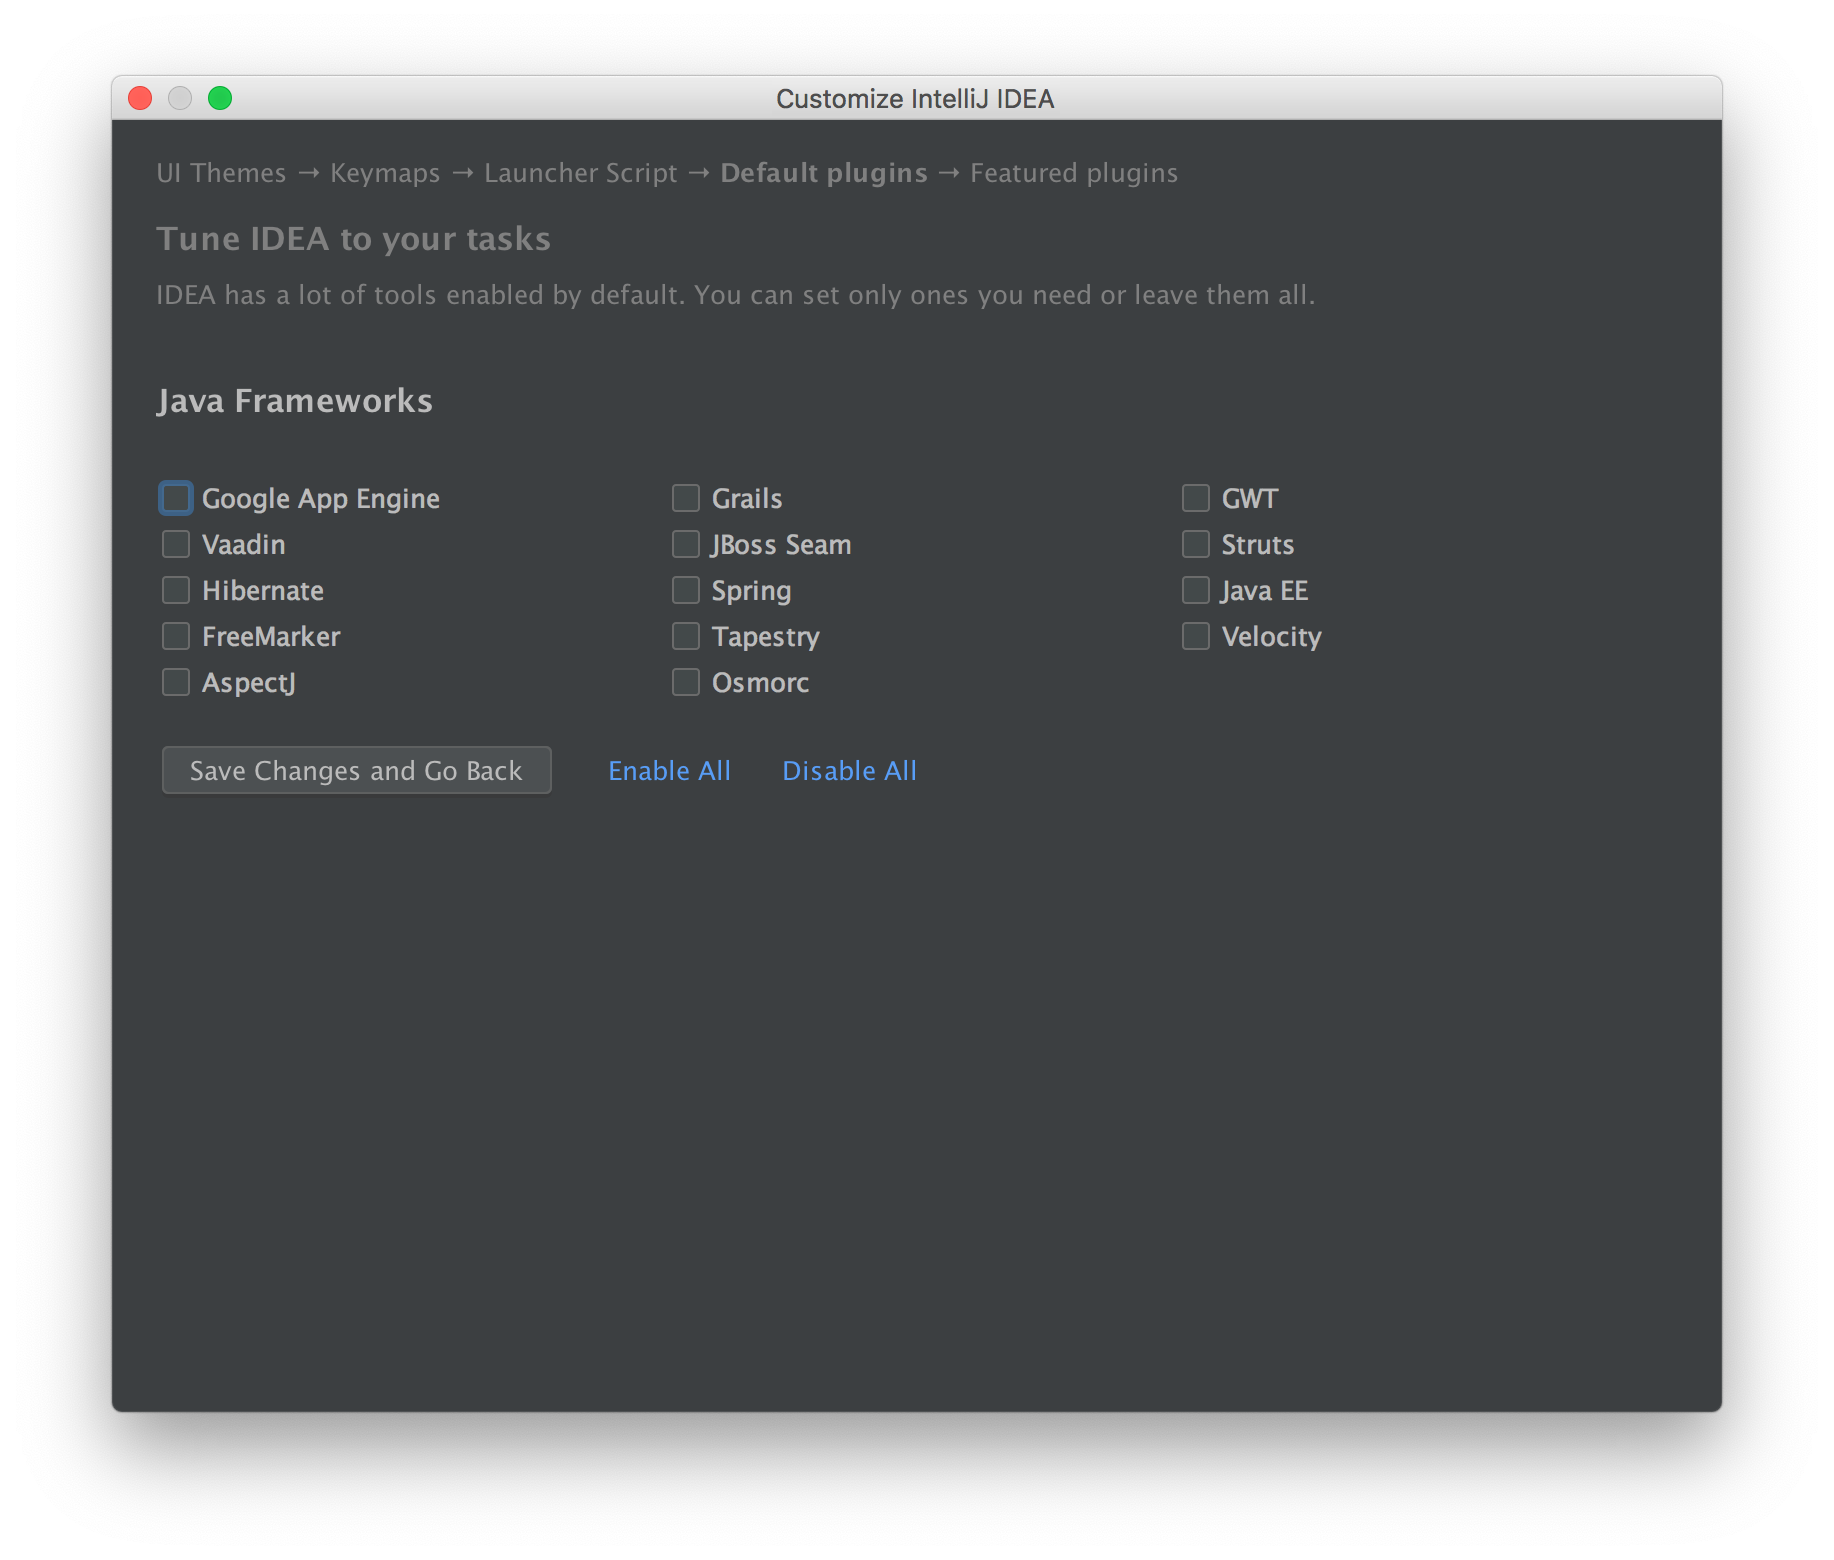 Customize IntelliJ IDEA
UI Themes → Keymaps → Launcher Script → Default plugins → Featured plugins
Tune IDEA to your tasks
IDEA has a lot of tools enabled by default. You can set only ones you need or leave them all.
Java Frameworks
Google App Engine Grails GWT
Vaadin JBoss Seam Struts
Hibernate Spring Java EE
FreeMarker Tapestry Velocity
AspectJ Osmorc
Save Changes and Go Back Enable All Disable All